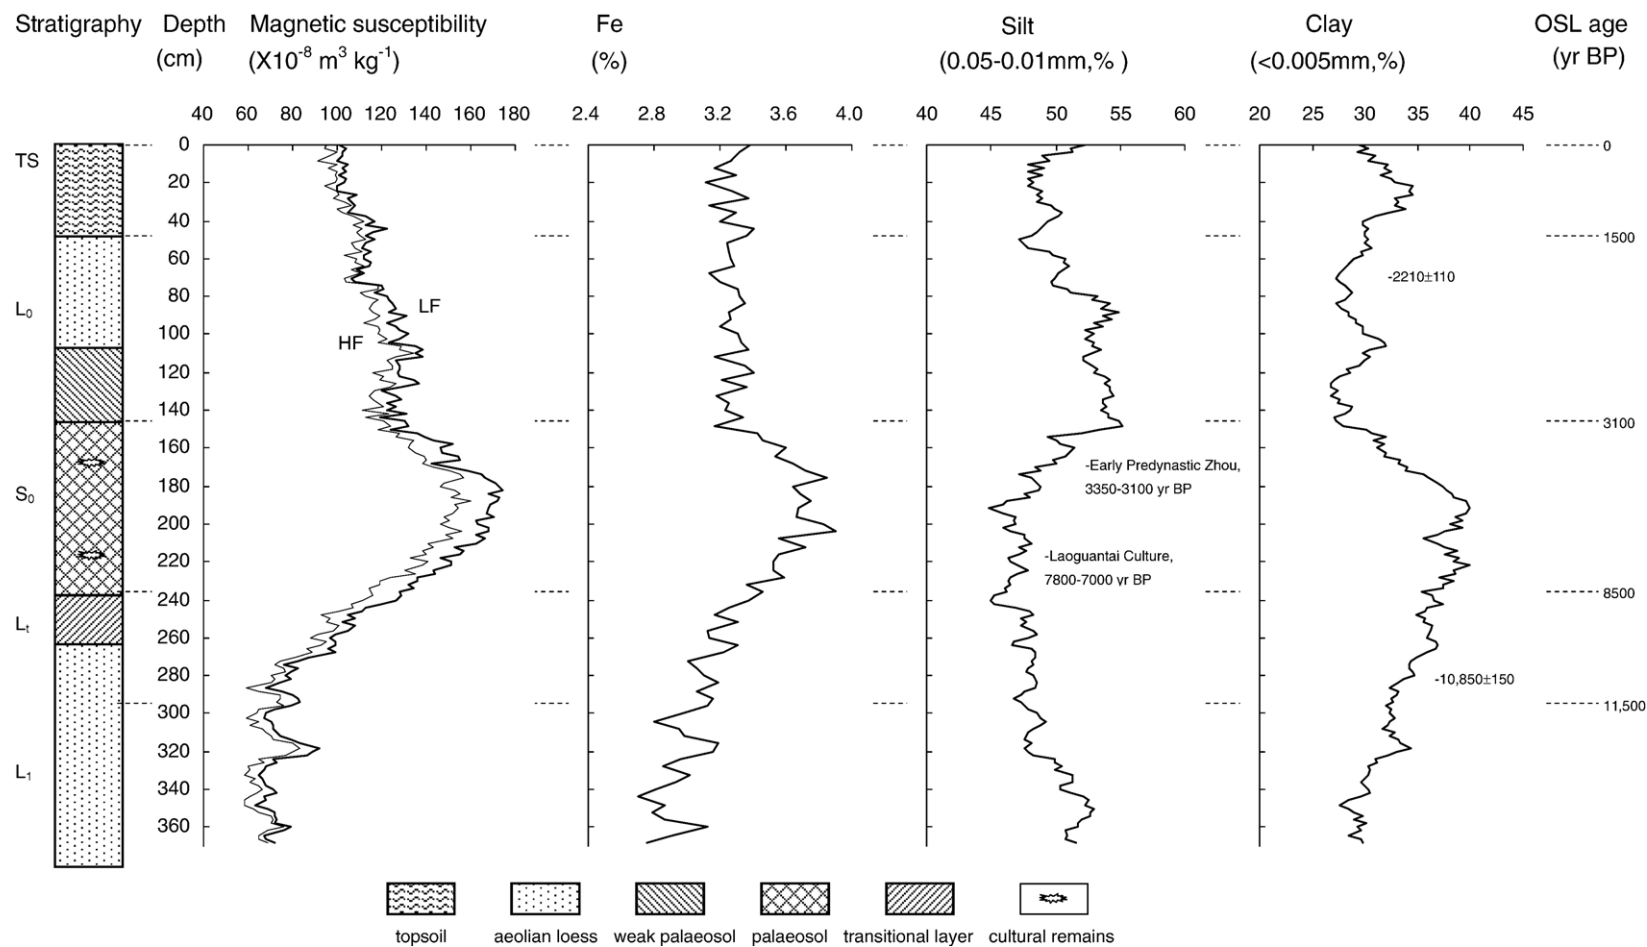 Stratigraphy Depth Magnetic susceptibility Fe Silt Clay OSL age
(cm) (X10⁻⁸ m³ kg⁻¹) (%) (0.05-0.01mm,% ) (<0.005mm,%) (yr BP)
40 60 80 100 120 140 160 180 2.4 2.8 3.2 3.6 4.0 40 45 50 55 60 20 25 30 35 40 45
TS
L₀
S₀
Lₜ
L₁
0
20
40
60
80
100
120
140
160
180
200
220
240
260
280
300
320
340
360
LF
HF
-Early Predynastic Zhou,
3350-3100 yr BP
-Laoguantai Culture,
7800-7000 yr BP
-2210±110
-10,850±150
0
1500
3100
8500
11,500
topsoil aeolian loess weak palaeosol palaeosol transitional layer cultural remains